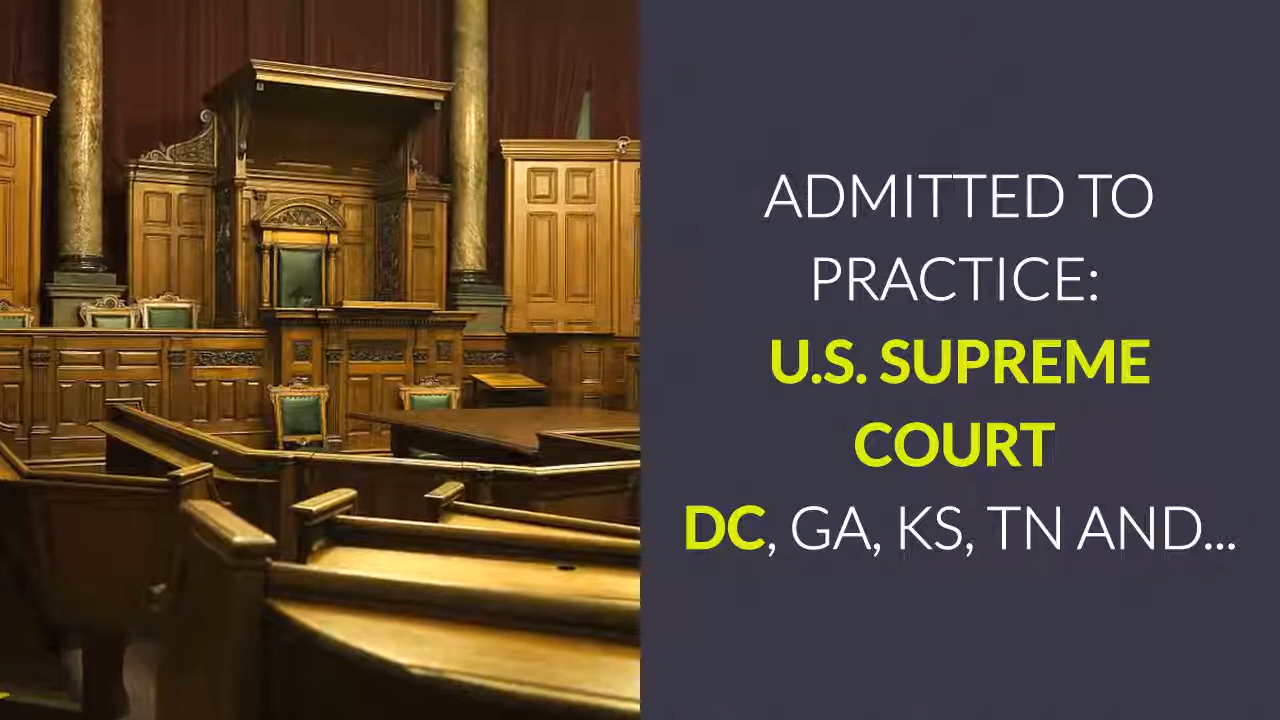 ADMITTED TO
PRACTICE:
U.S. SUPREME
COURT
DC, GA, KS, TN AND...